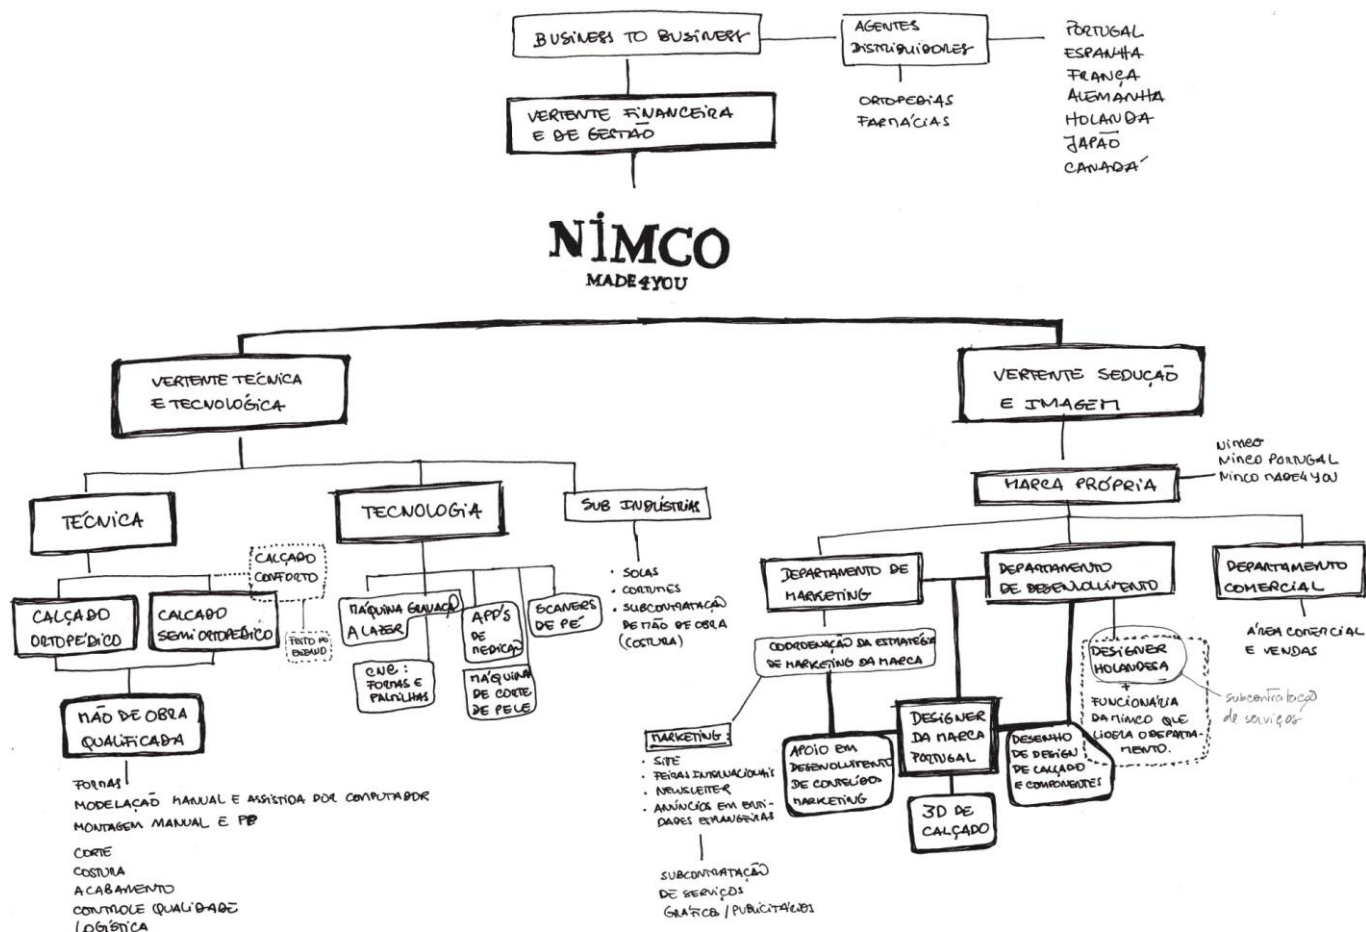 BUSINESS TO BUSINESS
AGENTES
DISTRIBUIDORES
PORTUGAL
ESPANHA
FRANÇA
ALEMANHA
HOLANDA
JAPÃO
CANADÁ
ORTOPEDIAS
FARMÁCIAS
VERTENTE FINANCEIRA
E DE GESTÃO
NIMCO
MADE4YOU
VERTENTE TÉCNICA
E TECNOLÓGICA
VERTENTE SEDUÇÃO
E IMAGEM
TÉCNICA
TECNOLOGIA
SUB INDÚSTRIAS
MARCA PRÓPRIA
NIMCO
NIMCO PORTUGAL
NIMCO MADE4YOU
CALÇADO
CONFORTO
CALÇADO
ORTOPÉDICO
CALCADO
SEMI ORTOPÉDICO
FEITO NO
MÁQUINA GRAVAÇÃO
A LAZER
APP'S
DE
MEDIÇÃO
SCANERS
DE PÉ
CNC:
FORMAS E
PALMILHAS
MÁQUINA
DE CORTE
DE PELE
• SOLAS
• CORTUMES
• SUBCONTRATAÇÃO
DE MÃO DE OBRA
(COSTURA)
MÃO DE OBRA
QUALIFICADA
FORMAS
MODELAÇÃO MANUAL E ASSISTIDA POR COMPUTADOR
MONTAGEM MANUAL E
CORTE
COSTURA
ACABAMENTO
CONTROLE QUALIDADE
LOGÍSTICA
DEPARTAMENTO DE
MARKETING
DEPARTAMENTO
DE DESENVOLVIMENTO
DEPARTAMENTO
COMERCIAL
COORDENAÇÃO DA ESTRATÉGIA
DE MARKETING DA MARCA
MARKETING:
• SITE
• FEIRAS INTERNACIONAIS
• NEWSLETTER
• ANÚNCIOS EM ENTI-
DADES ESTRANGEIRAS
SUBCONTRATAÇÃO
DE SERVIÇOS
GRÁFICOS / PUBLICITÁRIOS
APOIO EM
DESENVOLVIMENTO
DE CONTEÚDOS
MARKETING
DESIGNER
DA MARCA
PORTUGAL
3D DE
CALÇADO
DESENHO
DE DESIGN
DE CALÇADO
E COMPONENTES
DESIGNER
HOLANDESA
+
FUNCIONÁRIA
DA NIMCO QUE
LIDERA O DEPARTA-
MENTO.
subcontratação
de serviços
ÁREA COMERCIAL
E VENDAS